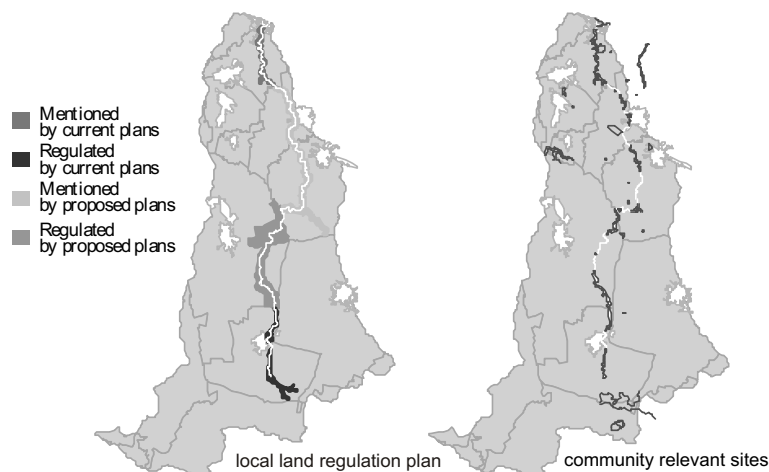 Mentioned
by current plans
Regulated
by current plans
Mentioned
by proposed plans
Regulated
by proposed plans
local land regulation plan
community relevant sites